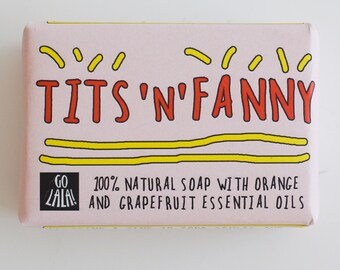 TITS 'N' FANNY
GO
LALA!
100% NATURAL SOAP WITH ORANGE
AND GRAPEFRUIT ESSENTIAL OILS